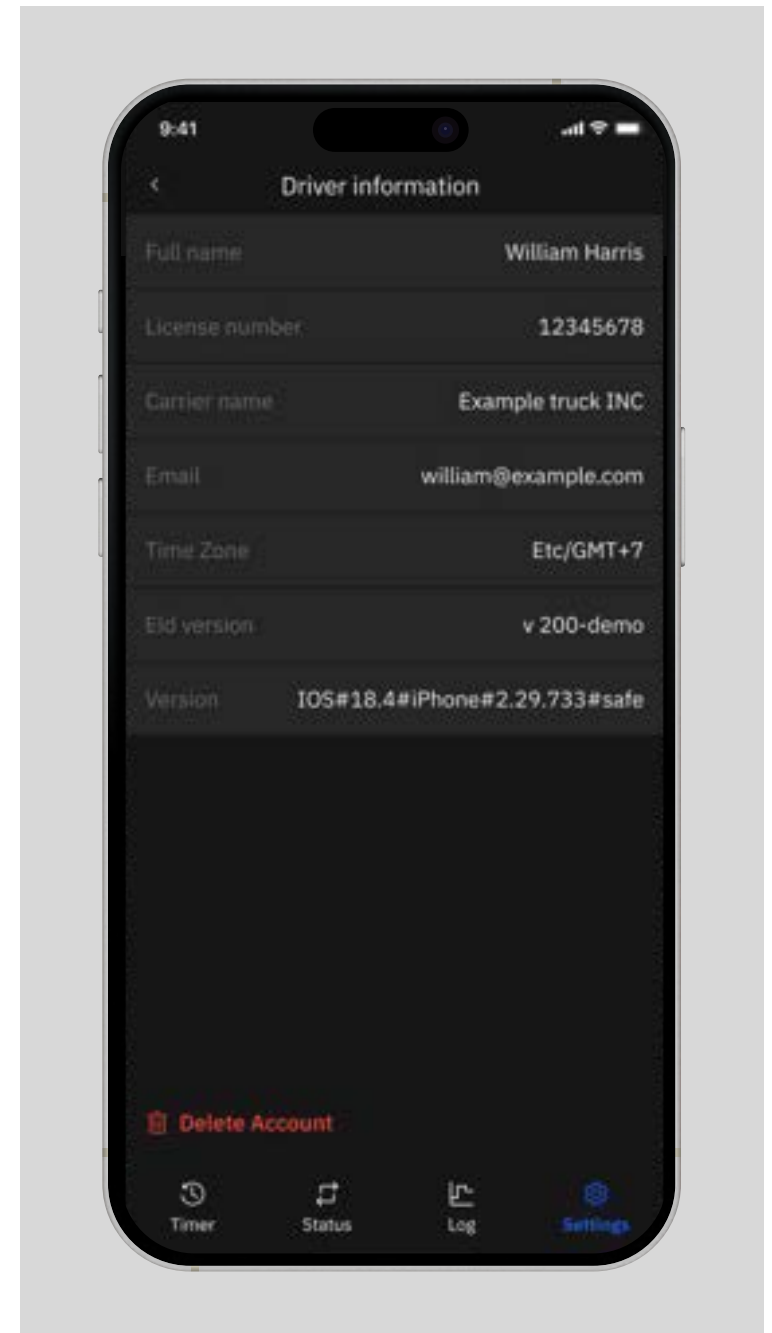 9:41
Driver information
Full name William Harris
License number 12345678
Carrier name Example truck INC
Email william@example.com
Time Zone Etc/GMT+7
Eld version v 200-demo
Version IOS#18.4#iPhone#2.29.733#safe
Delete Account
Timer Status Log Settings